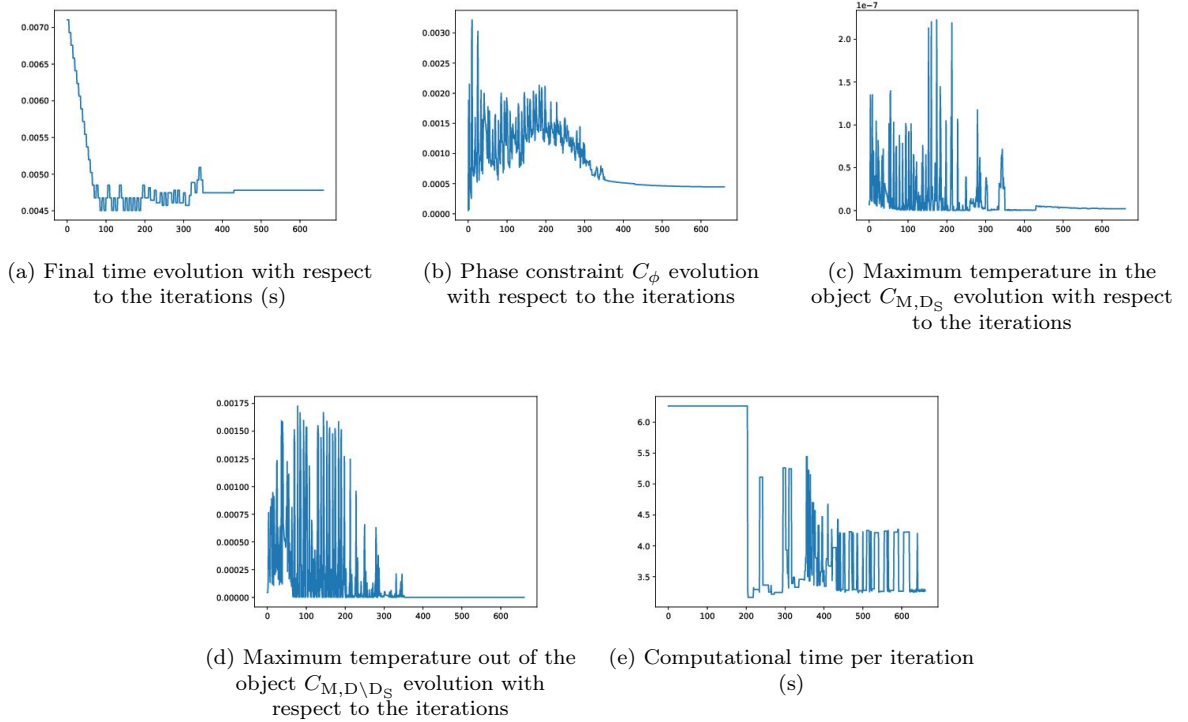 0.0070
0.0065
0.0060
0.0055
0.0050
0.0045
0 100 200 300 400 500 600
(a) Final time evolution with respect
to the iterations (s)
0.0030
0.0025
0.0020
0.0015
0.0010
0.0005
0.0000
0 100 200 300 400 500 600
(b) Phase constraint C_ϕ evolution
with respect to the iterations
1e-7
2.0
1.5
1.0
0.5
0.0
0 100 200 300 400 500 600
(c) Maximum temperature in the
object C_{M,D_S} evolution with respect
to the iterations
0.00175
0.00150
0.00125
0.00100
0.00075
0.00050
0.00025
0.00000
0 100 200 300 400 500 600
(d) Maximum temperature out of the
object C_{M,D\D_S} evolution with
respect to the iterations
6.0
5.5
5.0
4.5
4.0
3.5
0 100 200 300 400 500 600
(e) Computational time per iteration
(s)